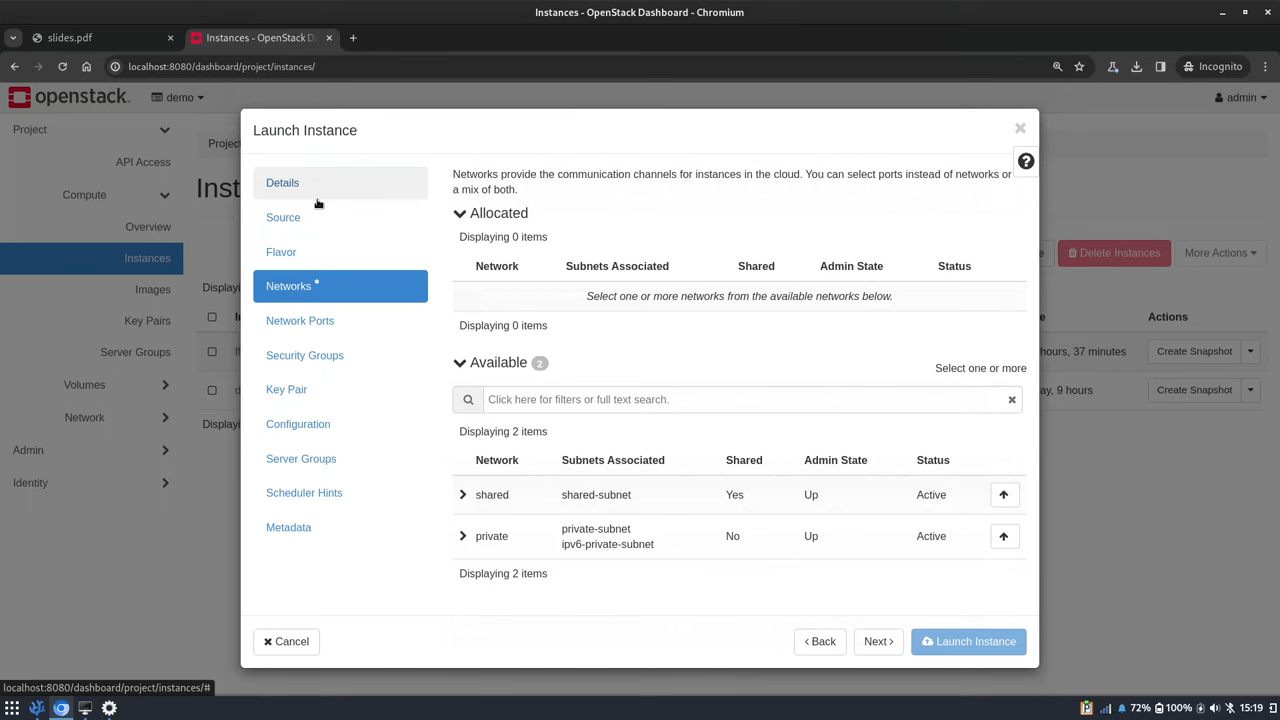 Instances - OpenStack Dashboard - Chromium
slides.pdf
Instances - OpenStack D
localhost:8080/dashboard/project/instances/
Incognito
openstack.
demo
admin
Project
API Access
Compute
Overview
Instances
Images
Key Pairs
Server Groups
Volumes
Network
Admin
Identity
Project
Inst
Delete Instances
More Actions
Displayi
Actions
hours, 37 minutes
Create Snapshot
ay, 9 hours
Create Snapshot
Displayi
Launch Instance
Details
Source
Flavor
Networks *
Network Ports
Security Groups
Key Pair
Configuration
Server Groups
Scheduler Hints
Metadata
Networks provide the communication channels for instances in the cloud. You can select ports instead of networks or
a mix of both.
Allocated
Displaying 0 items
Network Subnets Associated Shared Admin State Status
Select one or more networks from the available networks below.
Displaying 0 items
Available 2
Select one or more
Click here for filters or full text search.
Displaying 2 items
Network Subnets Associated Shared Admin State Status
shared shared-subnet Yes Up Active
private private-subnet No Up Active
ipv6-private-subnet
Displaying 2 items
Cancel
Back
Next
Launch Instance
localhost:8080/dashboard/project/instances/#
72% 100% 15:19